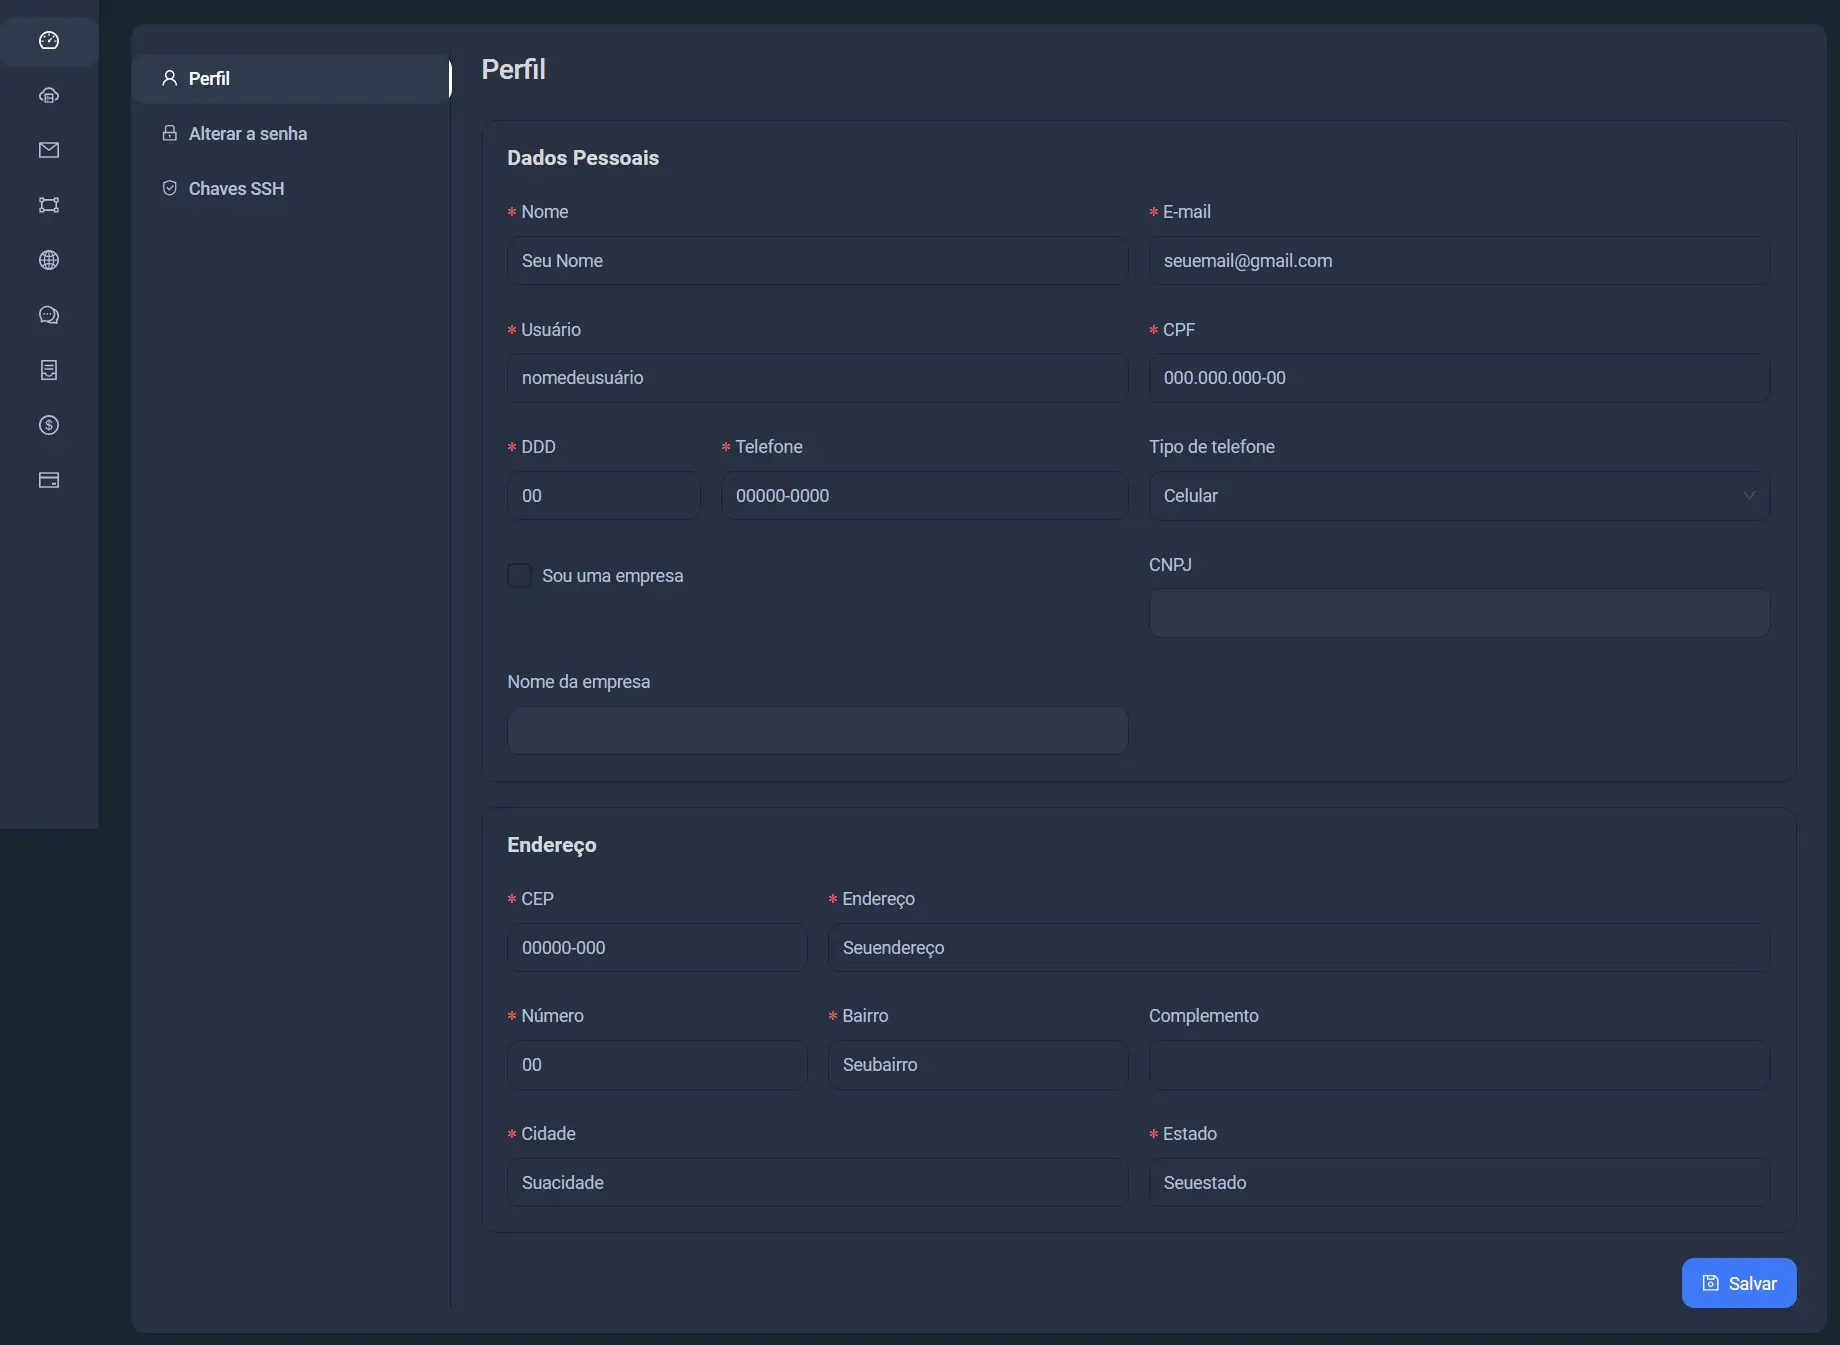 Perfil
Alterar a senha
Chaves SSH
Perfil
Dados Pessoais
* Nome
Seu Nome
* E-mail
seuemail@gmail.com
* Usuário
nomedeusuário
* CPF
000.000.000-00
* DDD
00
* Telefone
00000-0000
Tipo de telefone
Celular
Sou uma empresa
CNPJ
Nome da empresa
Endereço
* CEP
00000-000
* Endereço
Seuendereço
* Número
00
* Bairro
Seubairro
Complemento
* Cidade
Suacidade
* Estado
Seuestado
Salvar